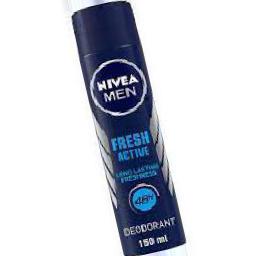 NIVEA
MEN
FRESH
ACTIVE
LONG LASTING
FRESHNESS
48H
DEODORANT
150 ml